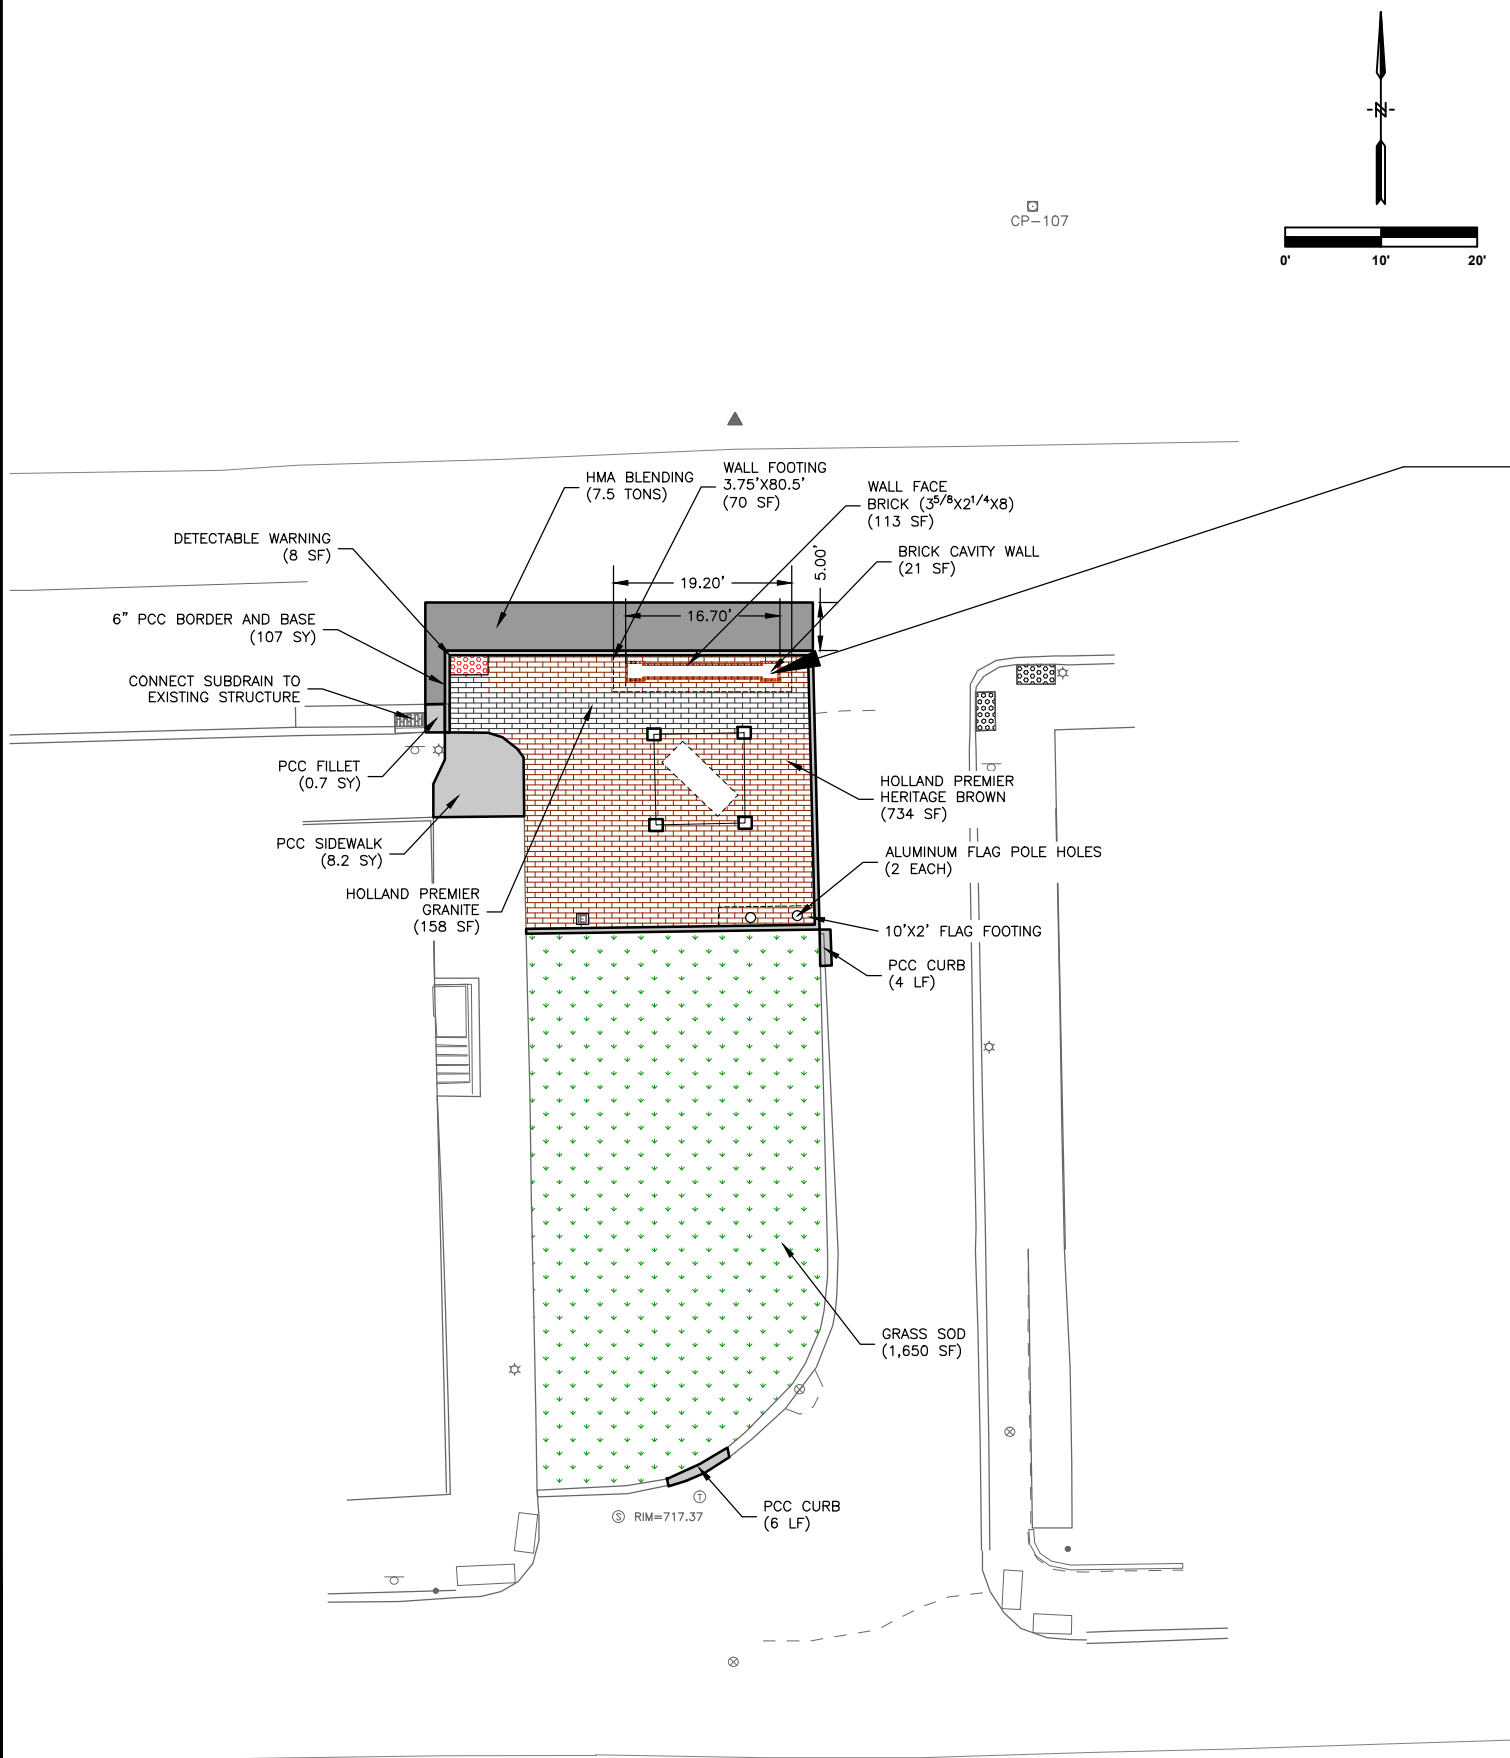 N
CP-107
0' 10' 20'
HMA BLENDING
(7.5 TONS)
WALL FOOTING
3.75'X80.5'
(70 SF)
WALL FACE
BRICK (3⁵/⁸X2¹/⁴X8)
(113 SF)
DETECTABLE WARNING
(8 SF)
BRICK CAVITY WALL
(21 SF)
19.20'
5.00'
16.70'
6" PCC BORDER AND BASE
(107 SY)
CONNECT SUBDRAIN TO
EXISTING STRUCTURE
PCC FILLET
(0.7 SY)
HOLLAND PREMIER
HERITAGE BROWN
(734 SF)
PCC SIDEWALK
(8.2 SY)
ALUMINUM FLAG POLE HOLES
(2 EACH)
HOLLAND PREMIER
GRANITE
(158 SF)
E
10'X2' FLAG FOOTING
PCC CURB
(4 LF)
GRASS SOD
(1,650 SF)
T
PCC CURB
(6 LF)
S RIM=717.37